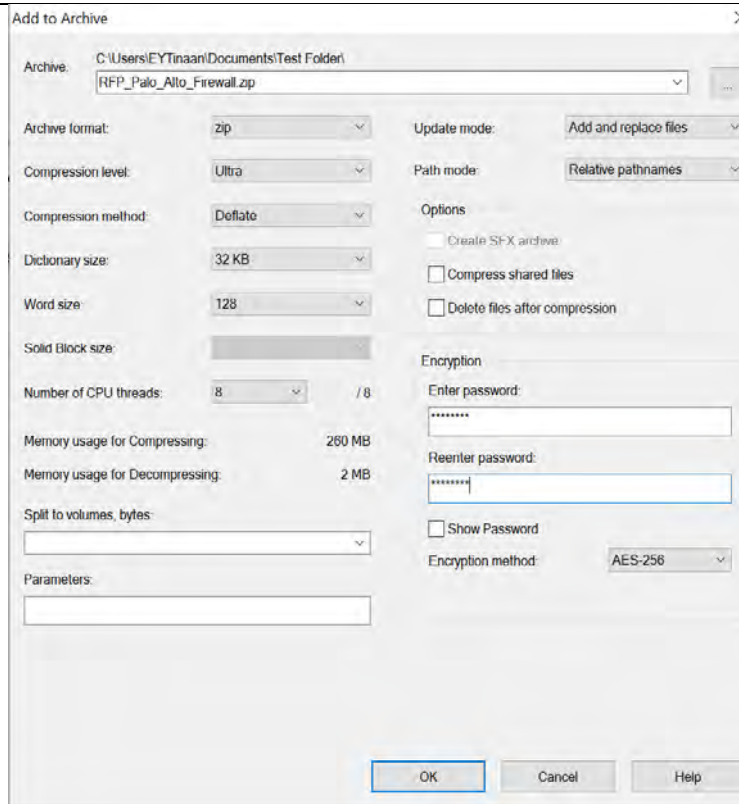 Add to Archive
Archive: C:\Users\EYTinaan\Documents\Test Folder\
RFP_Palo_Alto_Firewall.zip
...
Archive format: zip
Update mode: Add and replace files
Compression level: Ultra
Path mode: Relative pathnames
Compression method: Deflate
Options
Create SFX archive
Dictionary size: 32 KB
Compress shared files
Word size: 128
Delete files after compression
Solid Block size:
Encryption
Number of CPU threads: 8 / 8
Enter password:
********
Memory usage for Compressing: 260 MB
Reenter password:
Memory usage for Decompressing: 2 MB
********
Split to volumes, bytes:
Show Password
Encryption method: AES-256
Parameters:
OK Cancel Help